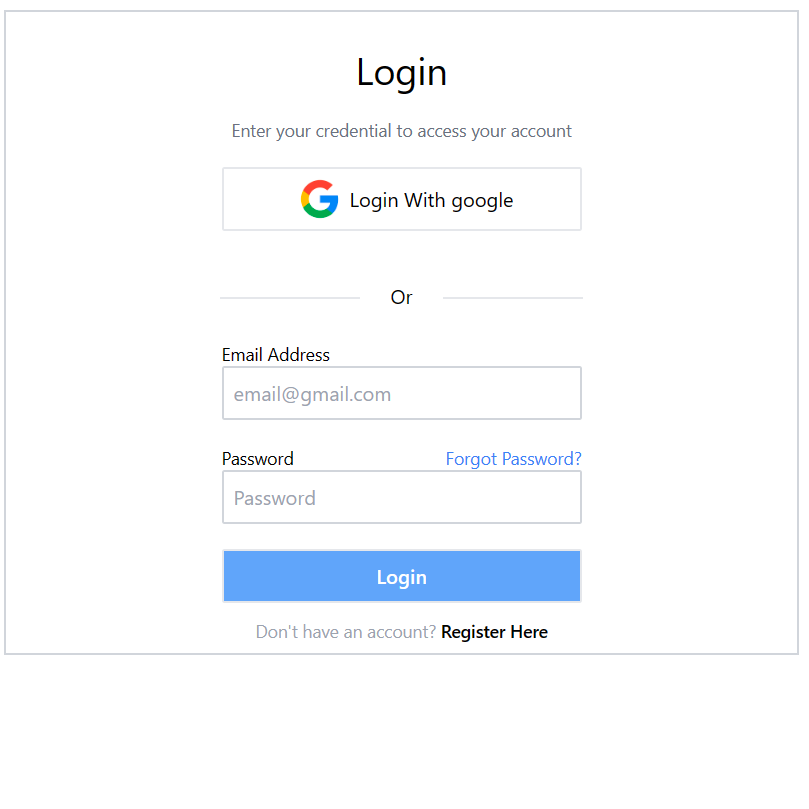 Login
Enter your credential to access your account
Login With google
Or
Email Address
email@gmail.com
Password Forgot Password?
Password
Login
Don't have an account? Register Here